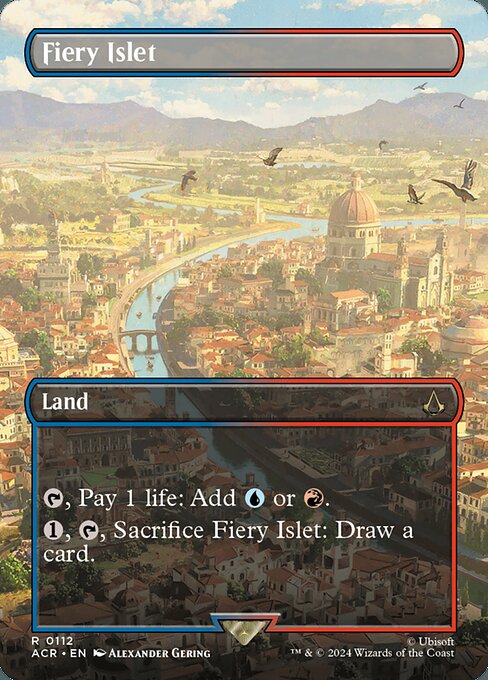 Fiery Islet
Land
, Pay 1 life: Add or .
1, , Sacrifice Fiery Islet: Draw a
card.
R 0112
ACR • EN Alexander Gering
© Ubisoft
™ & © 2024 Wizards of the Coast